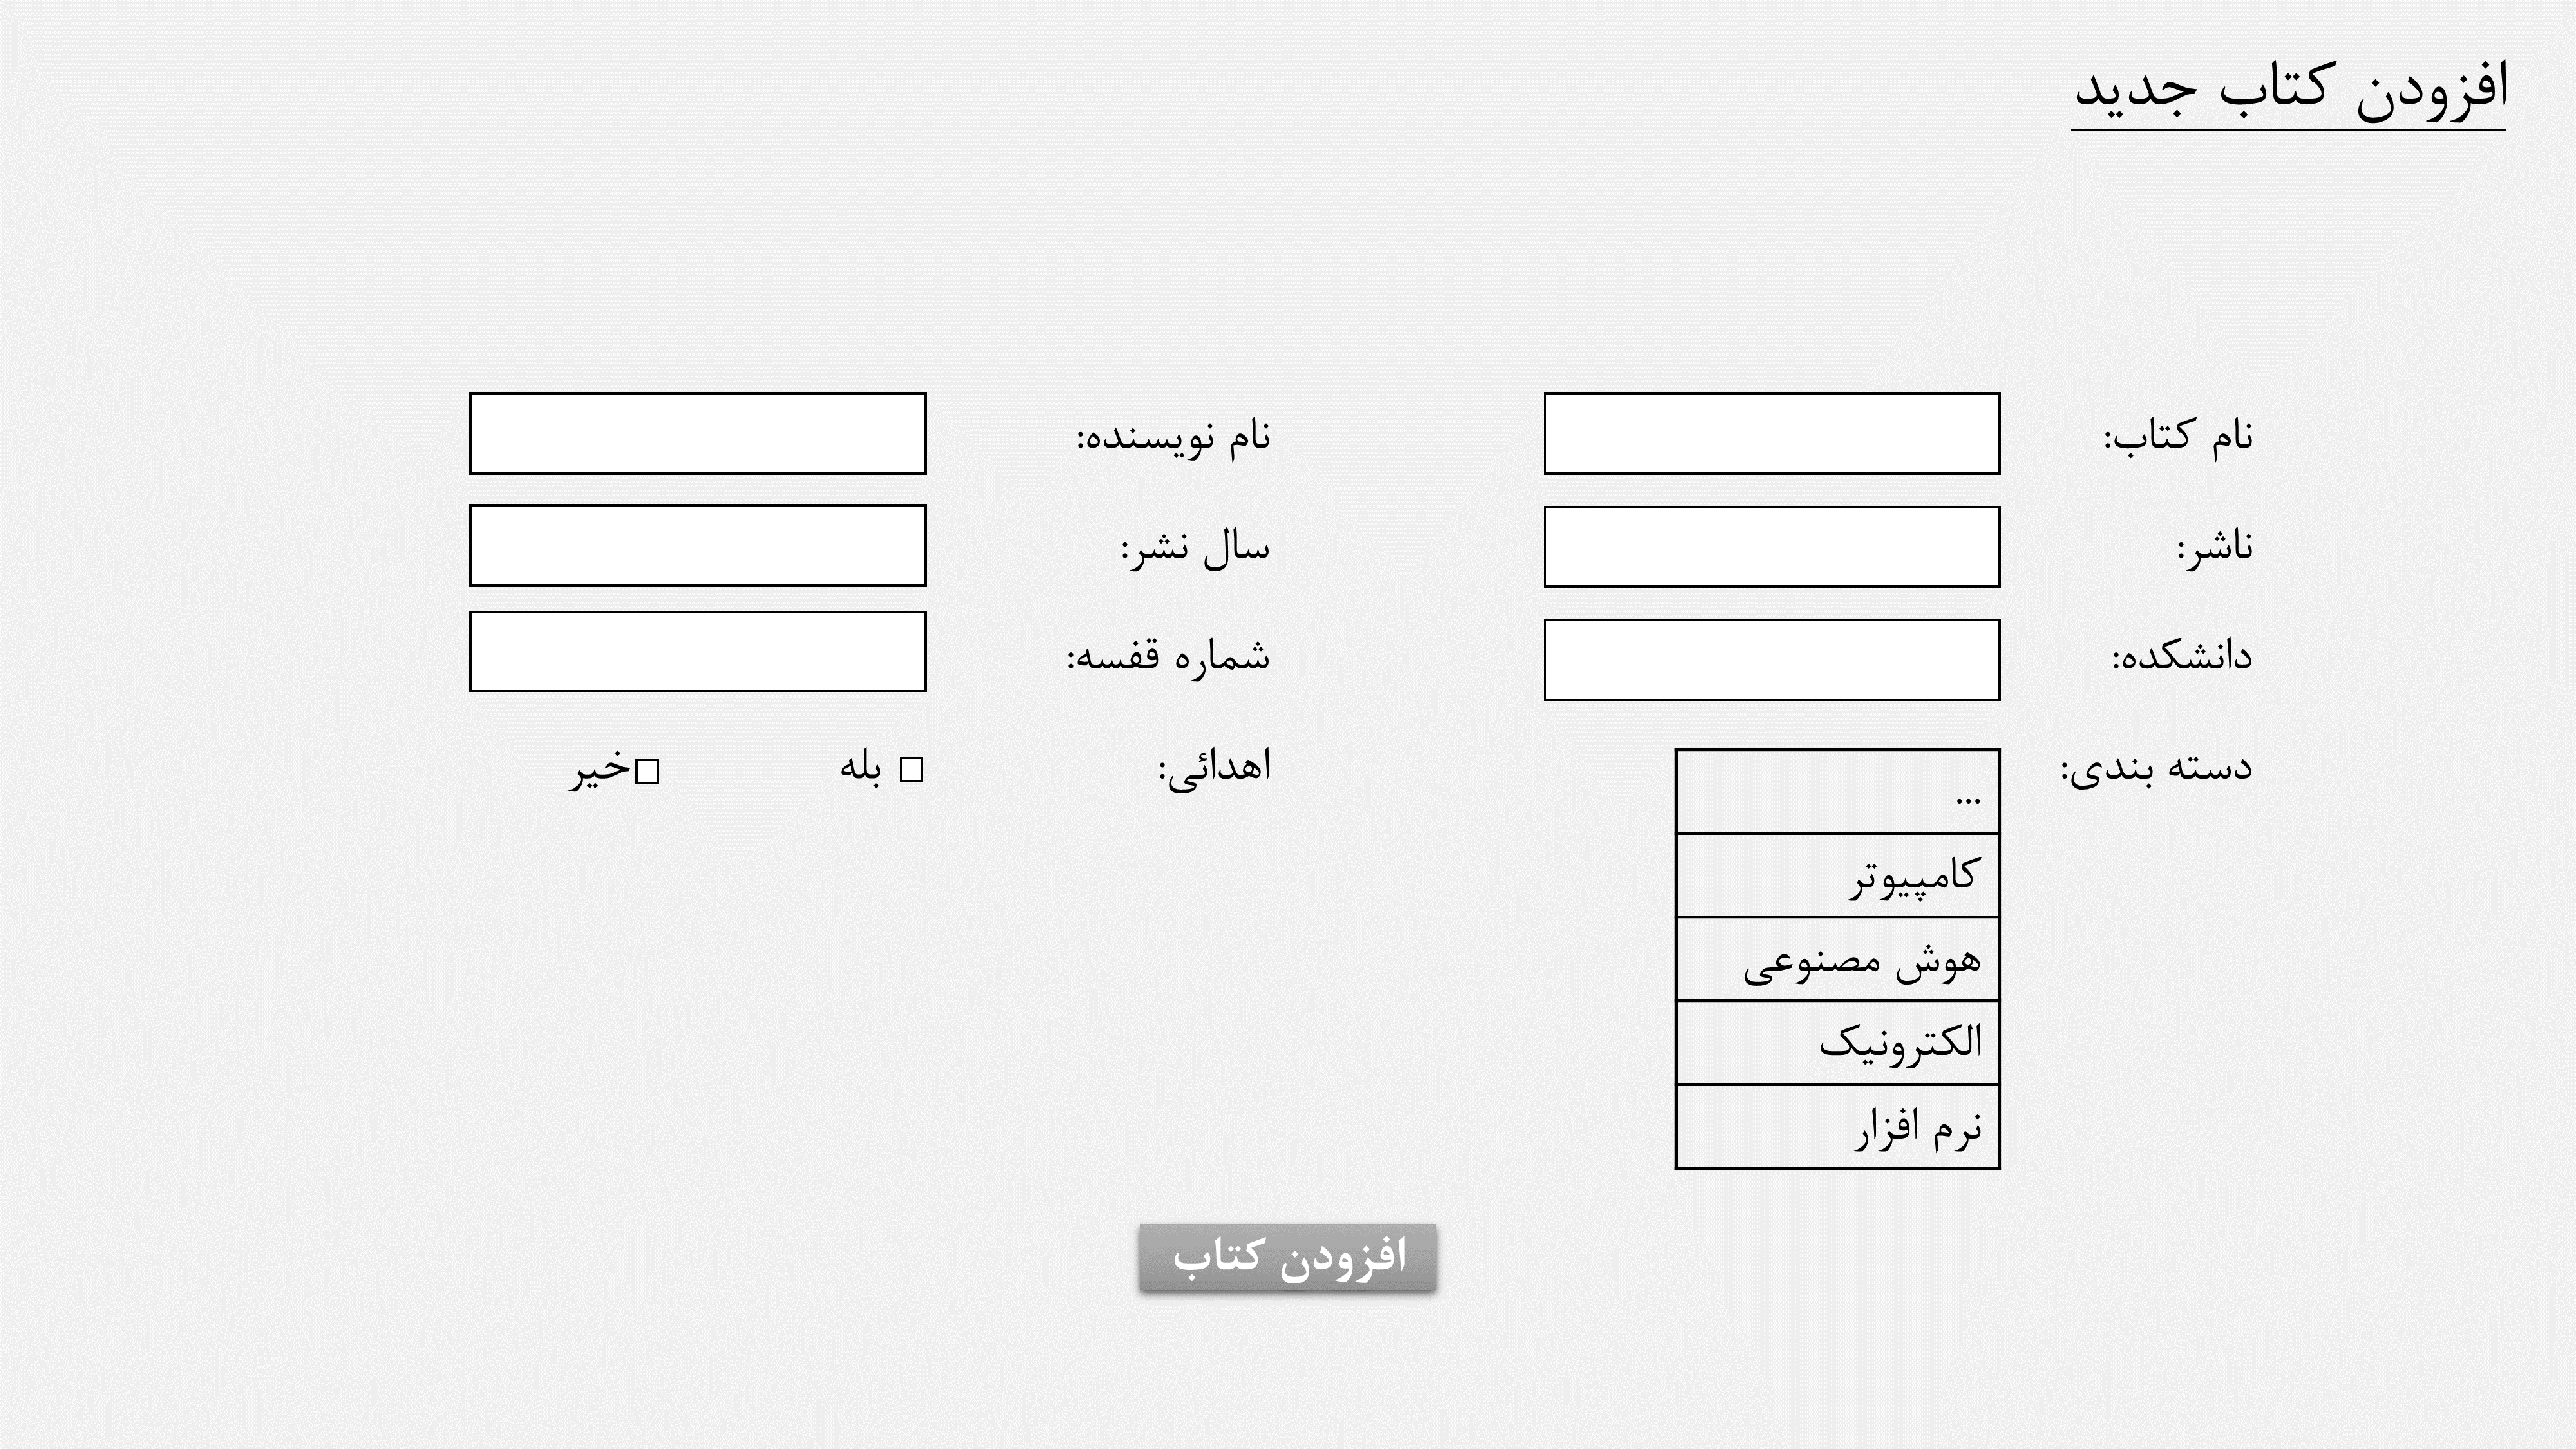 افزودن کتاب جدید
نام کتاب:
نام نویسنده:
ناشر:
سال نشر:
دانشکده:
شماره قفسه:
دسته بندی:
اهدائی:
بله
خیر
...
کامپیوتر
هوش مصنوعی
الکترونیک
نرم افزار
افزودن کتاب